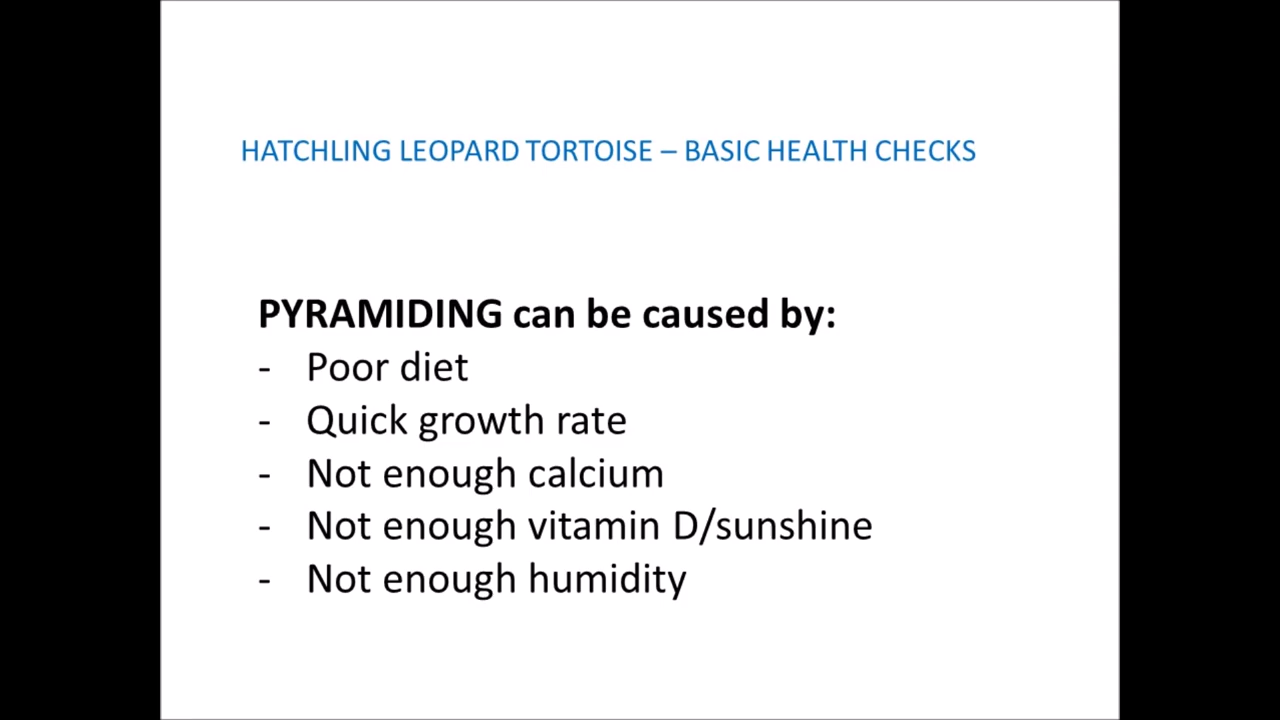 HATCHLING LEOPARD TORTOISE – BASIC HEALTH CHECKS
PYRAMIDING can be caused by:
- Poor diet
- Quick growth rate
- Not enough calcium
- Not enough vitamin D/sunshine
- Not enough humidity